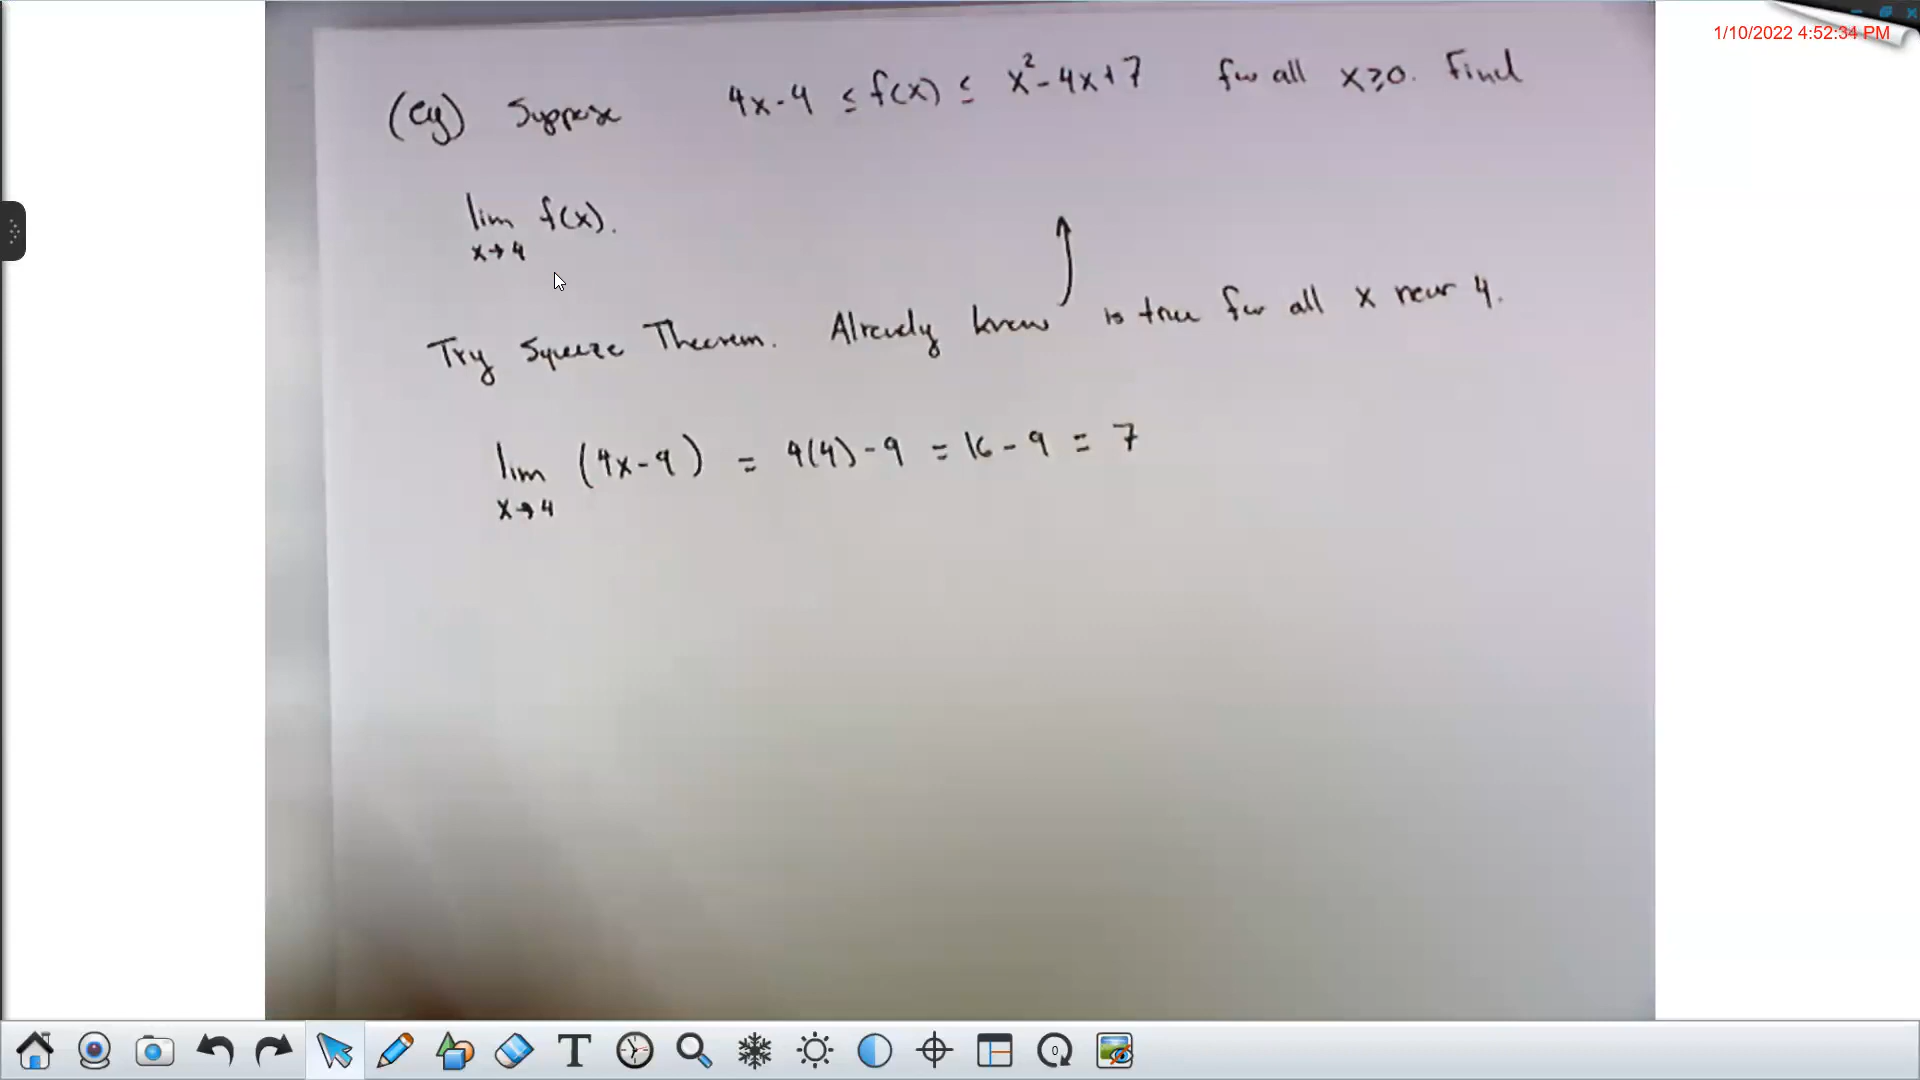 1/10/2022 4:52:34 PM
(eg) Suppose 4x-9 ≤ f(x) ≤ x²-4x+7 for all x≥0. Find
lim f(x).
x→4
Try Squeeze Theorem. Already know ↑ is true for all x near 4.
lim (4x-9) = 4(4)-9 = 16-9 = 7
x→4
T 0